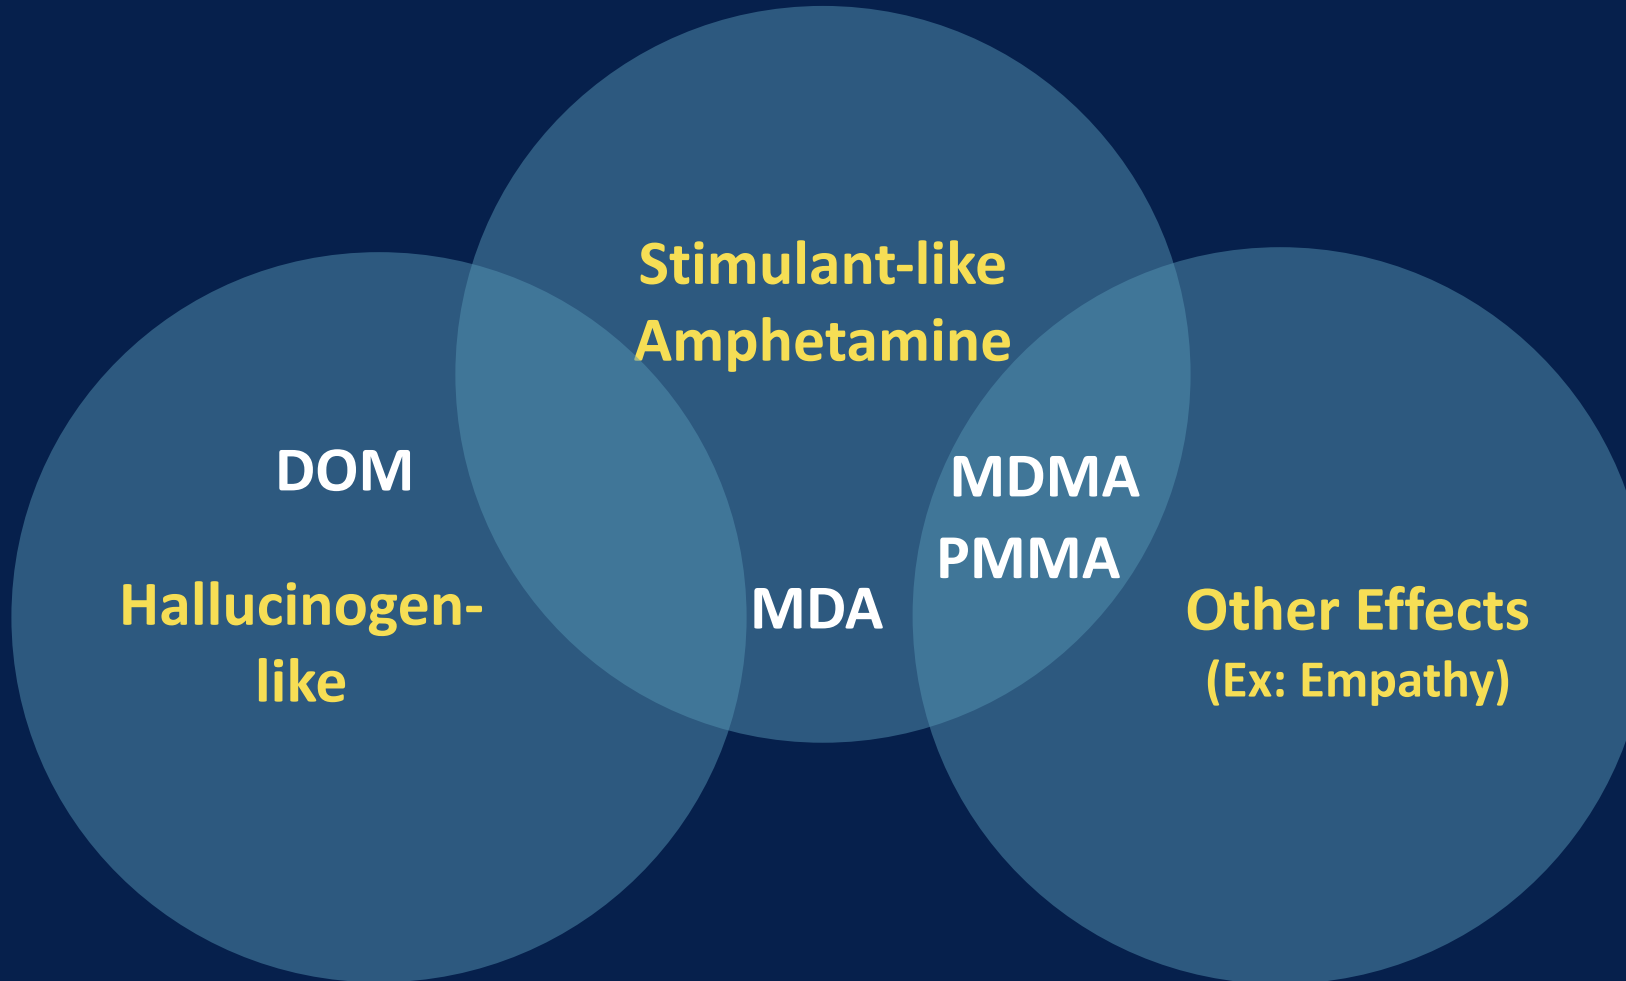 Stimulant-like
Amphetamine
DOM
MDMA
PMMA
Hallucinogen-
like
MDA
Other Effects
(Ex: Empathy)